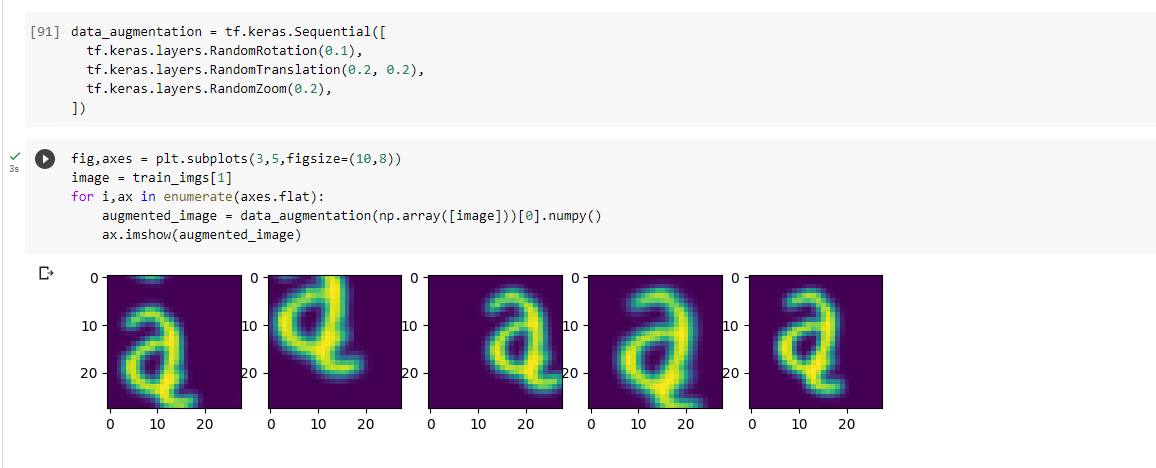 [91] data_augmentation = tf.keras.Sequential([
tf.keras.layers.RandomRotation(0.1),
tf.keras.layers.RandomTranslation(0.2, 0.2),
tf.keras.layers.RandomZoom(0.2),
])
3s
fig,axes = plt.subplots(3,5,figsize=(10,8))
image = train_imgs[1]
for i,ax in enumerate(axes.flat):
augmented_image = data_augmentation(np.array([image]))[0].numpy()
ax.imshow(augmented_image)
0 0 0 0 0
10 10 10 10 10
20 20 20 20 20
a a a a a
0 10 20 0 10 20 0 10 20 0 10 20 0 10 20